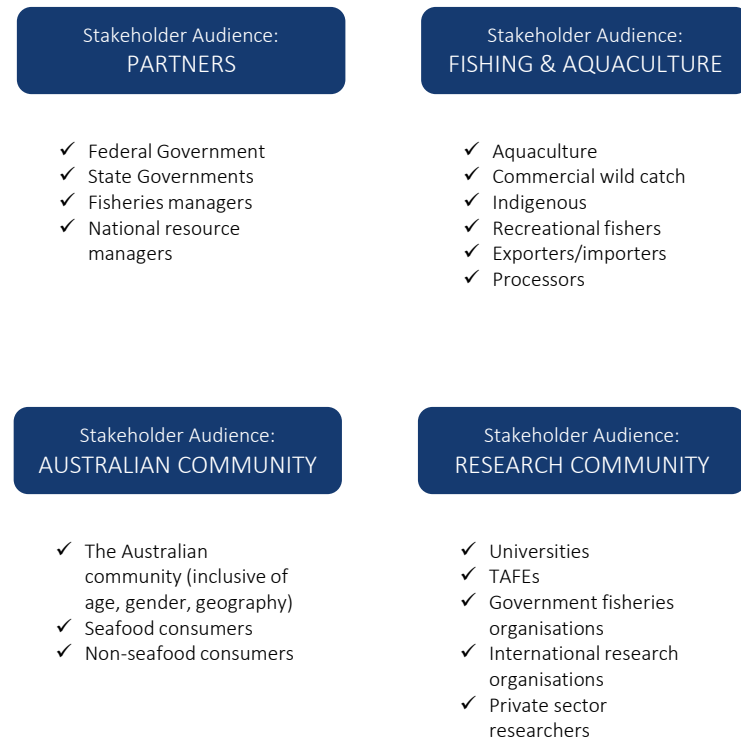 Stakeholder Audience:
PARTNERS
✓ Federal Government
✓ State Governments
✓ Fisheries managers
✓ National resource
managers
Stakeholder Audience:
FISHING & AQUACULTURE
✓ Aquaculture
✓ Commercial wild catch
✓ Indigenous
✓ Recreational fishers
✓ Exporters/importers
✓ Processors
Stakeholder Audience:
AUSTRALIAN COMMUNITY
✓ The Australian
community (inclusive of
age, gender, geography)
✓ Seafood consumers
✓ Non-seafood consumers
Stakeholder Audience:
RESEARCH COMMUNITY
✓ Universities
✓ TAFEs
✓ Government fisheries
organisations
✓ International research
organisations
✓ Private sector
researchers